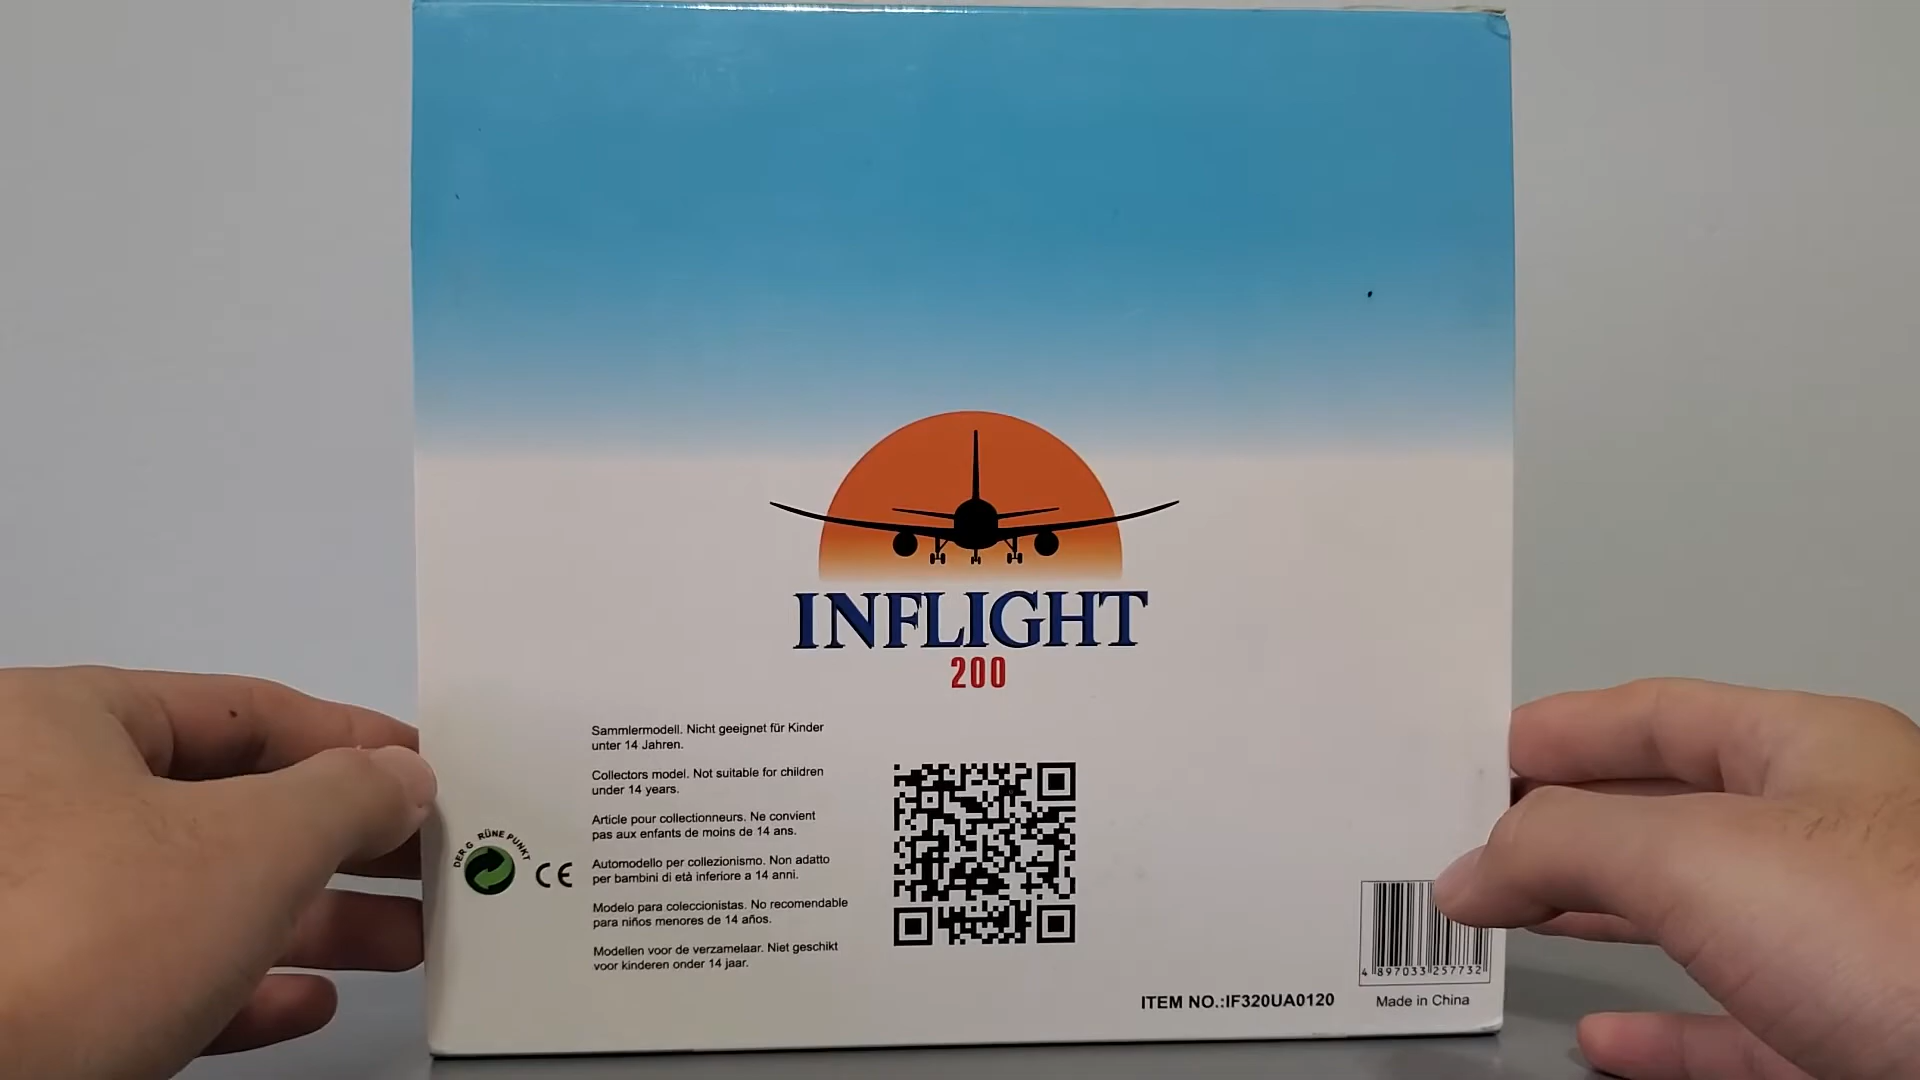 INFLIGHT
200
Sammlermodell. Nicht geeignet für Kinder
unter 14 Jahren.
Collectors model. Not suitable for children
under 14 years.
Article pour collectionneurs. Ne convient
pas aux enfants de moins de 14 ans.
Automodello per collezionismo. Non adatto
per bambini di età inferiore a 14 anni.
Modelo para coleccionistas. No recomendable
para niños menores de 14 años.
Modellen voor de verzamelaar. Niet geschikt
voor kinderen onder 14 jaar.
DER G RÜNE PUNKT
CE
4 897033 257732
ITEM NO.:IF320UA0120
Made in China